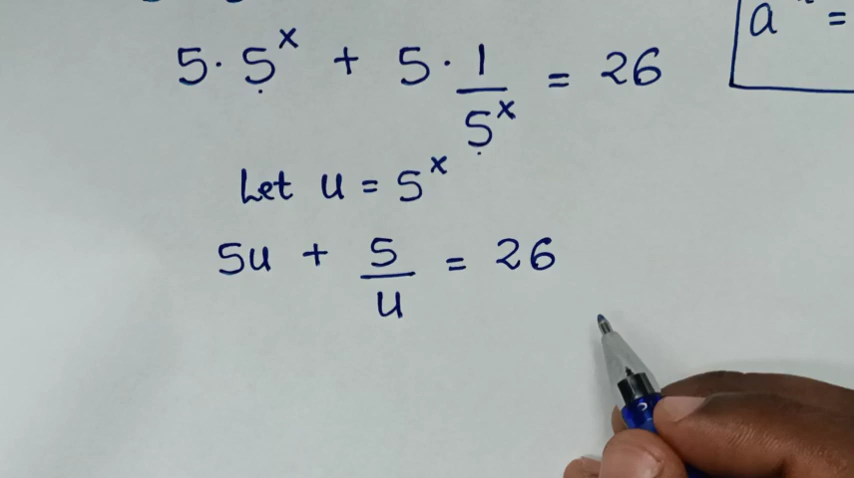 a =
5 · 5^x + 5 · 1/5^x = 26
Let u = 5^x
5u + 5/u = 26